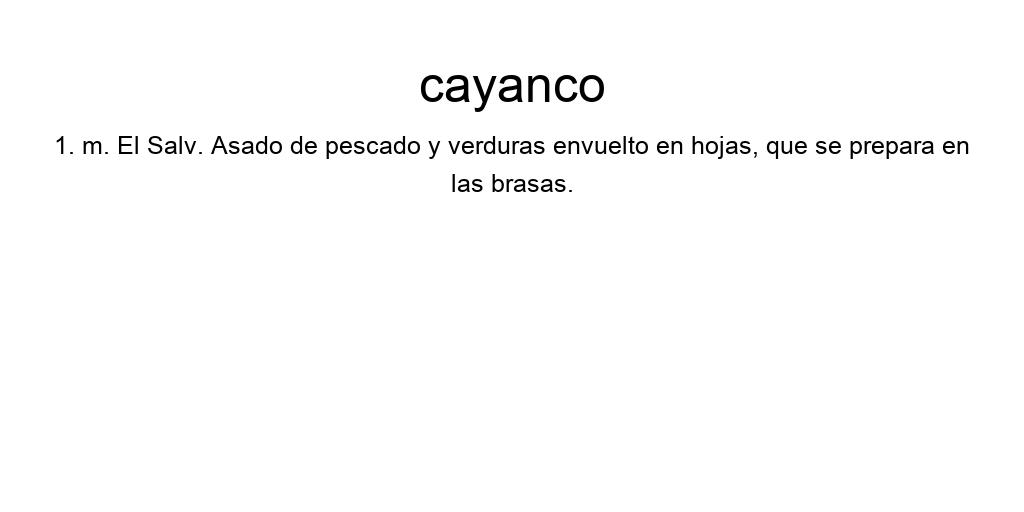 cayanco
1. m. El Salv. Asado de pescado y verduras envuelto en hojas, que se prepara en
las brasas.